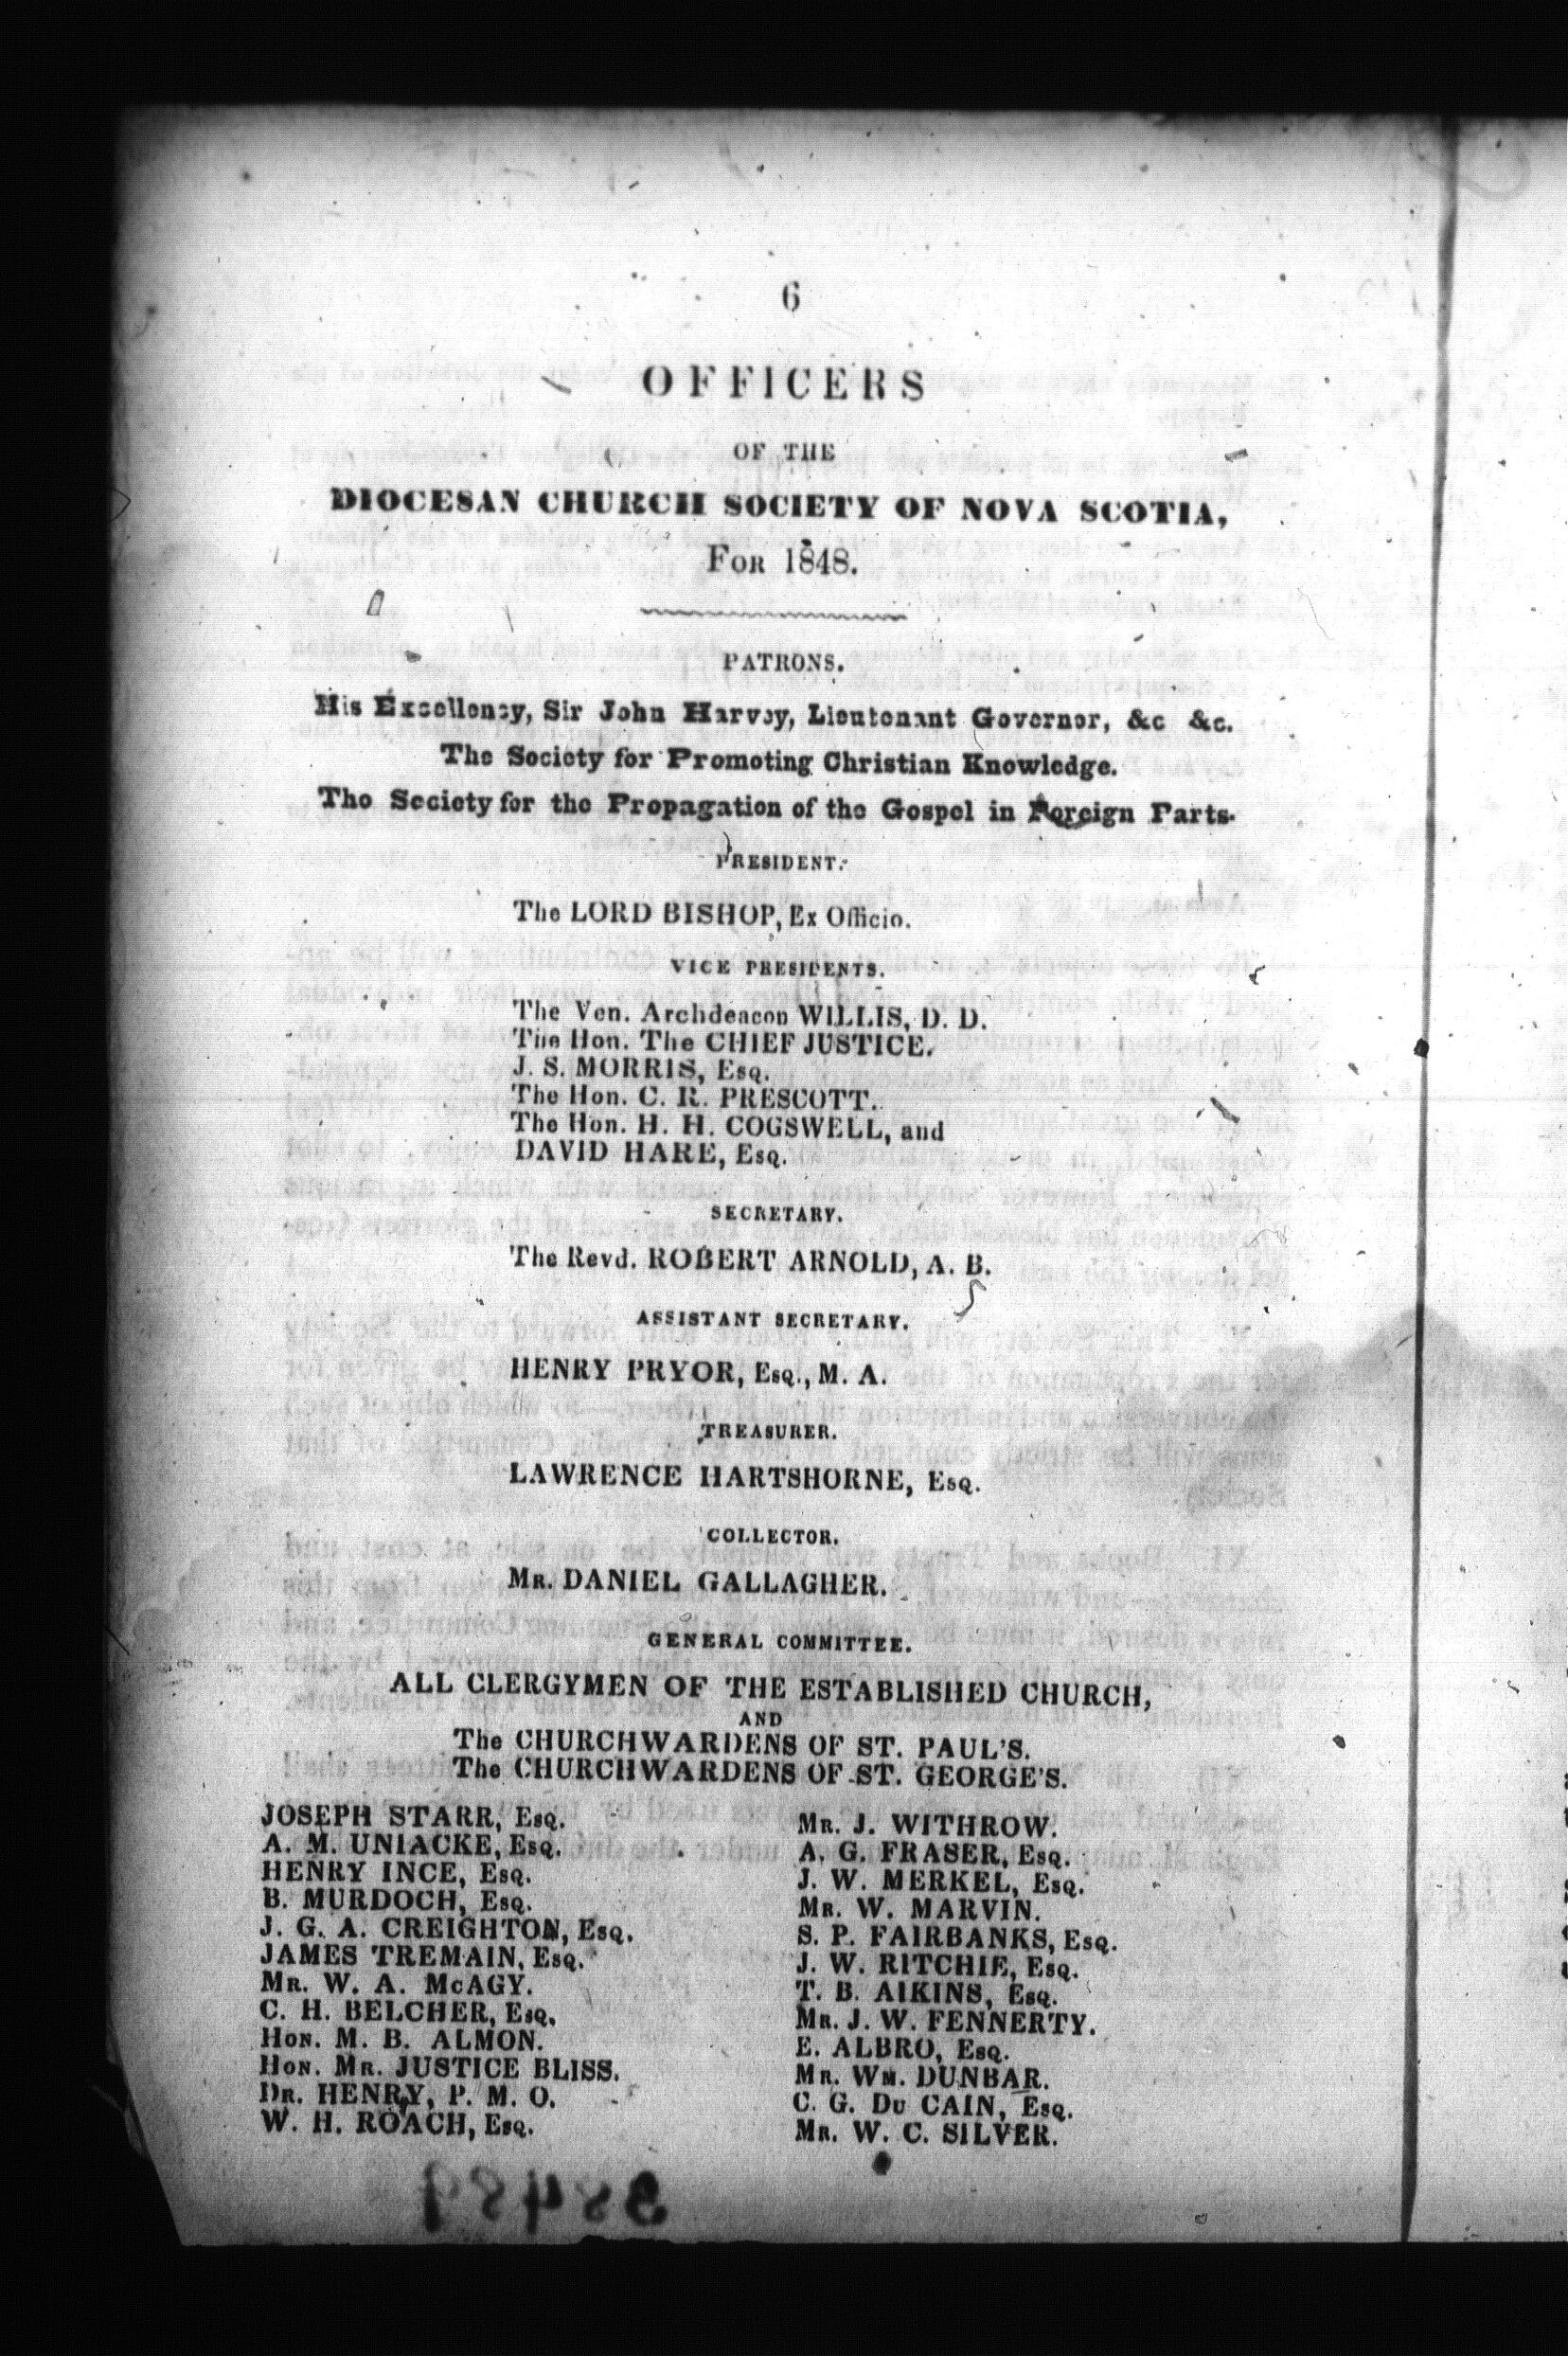 6
OFFICERS
OF THE
DIOCESAN CHURCH SOCIETY OF NOVA SCOTIA,
FOR 1848.
PATRONS.
His Excellency, Sir John Harvey, Lieutenant Governor, &c &c.
The Society for Promoting Christian Knowledge.
The Society for the Propagation of the Gospel in Foreign Parts.
PRESIDENT.
The LORD BISHOP, Ex Officio.
VICE PRESIDENTS.
The Ven. Archdeacon WILLIS, D. D.
The Hon. The CHIEF JUSTICE.
J. S. MORRIS, Esq.
The Hon. C. R. PRESCOTT.
The Hon. H. H. COGSWELL, and
DAVID HARE, Esq.
SECRETARY.
The Revd. ROBERT ARNOLD, A. B.
ASSISTANT SECRETARY.
HENRY PRYOR, Esq., M. A.
TREASURER.
LAWRENCE HARTSHORNE, Esq.
COLLECTOR.
MR. DANIEL GALLAGHER.
GENERAL COMMITTEE.
ALL CLERGYMEN OF THE ESTABLISHED CHURCH,
AND
The CHURCHWARDENS OF ST. PAUL'S.
The CHURCHWARDENS OF ST. GEORGE'S.
JOSEPH STARR, Esq.
A. M. UNIACKE, Esq.
HENRY INCE, Esq.
B. MURDOCH, Esq.
J. G. A. CREIGHTON, Esq.
JAMES TREMAIN, Esq.
MR. W. A. McAGY.
C. H. BELCHER, Esq.
HON. M. B. ALMON.
HON. MR. JUSTICE BLISS.
DR. HENRY, P. M. O.
W. H. ROACH, Esq.
MR. J. WITHROW.
A. G. FRASER, Esq.
J. W. MERKEL, Esq.
MR. W. MARVIN.
S. P. FAIRBANKS, Esq.
J. W. RITCHIE, Esq.
T. B. AIKINS, Esq.
MR. J. W. FENNERTY.
E. ALBRO, Esq.
MR. WM. DUNBAR.
C. G. Du CAIN, Esq.
MR. W. C. SILVER.